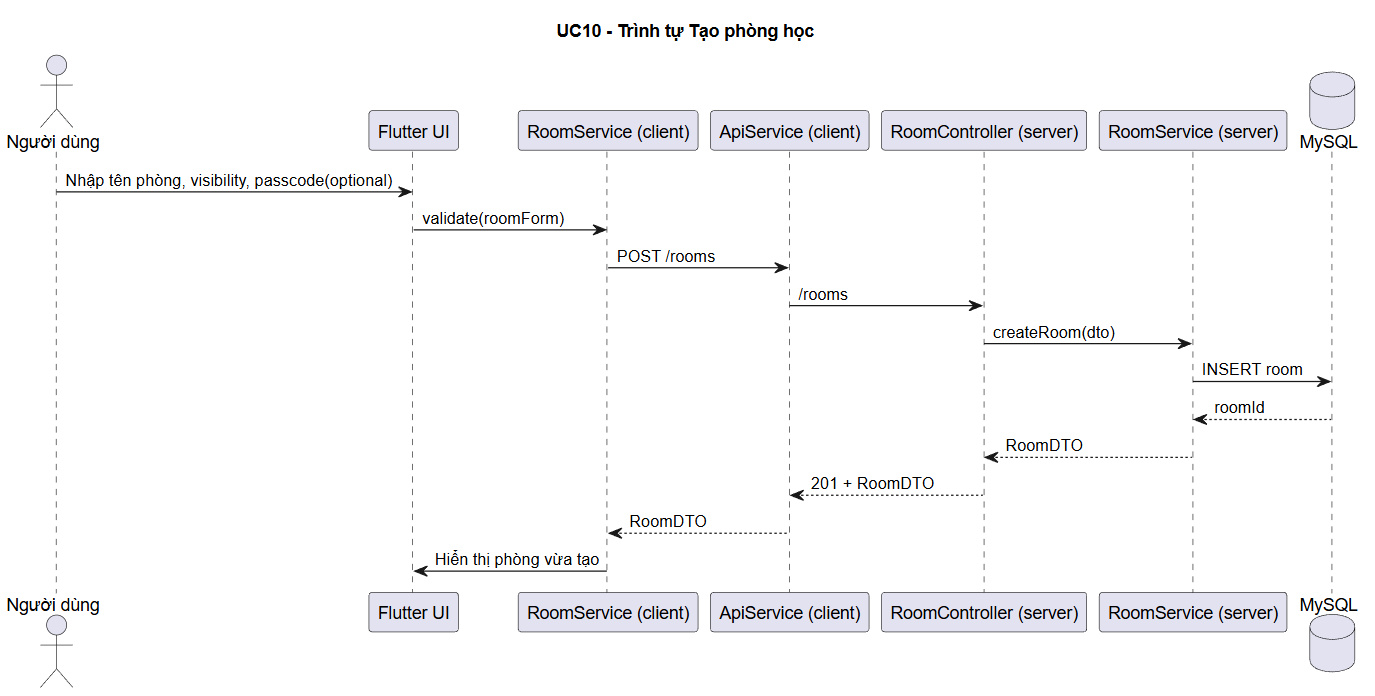 UC10 - Trình tự Tạo phòng học
Người dùng
Flutter UI
RoomService (client)
ApiService (client)
RoomController (server)
RoomService (server)
MySQL
Nhập tên phòng, visibility, passcode(optional)
validate(roomForm)
POST /rooms
/rooms
createRoom(dto)
INSERT room
roomId
RoomDTO
201 + RoomDTO
RoomDTO
Hiển thị phòng vừa tạo
Người dùng
Flutter UI
RoomService (client)
ApiService (client)
RoomController (server)
RoomService (server)
MySQL